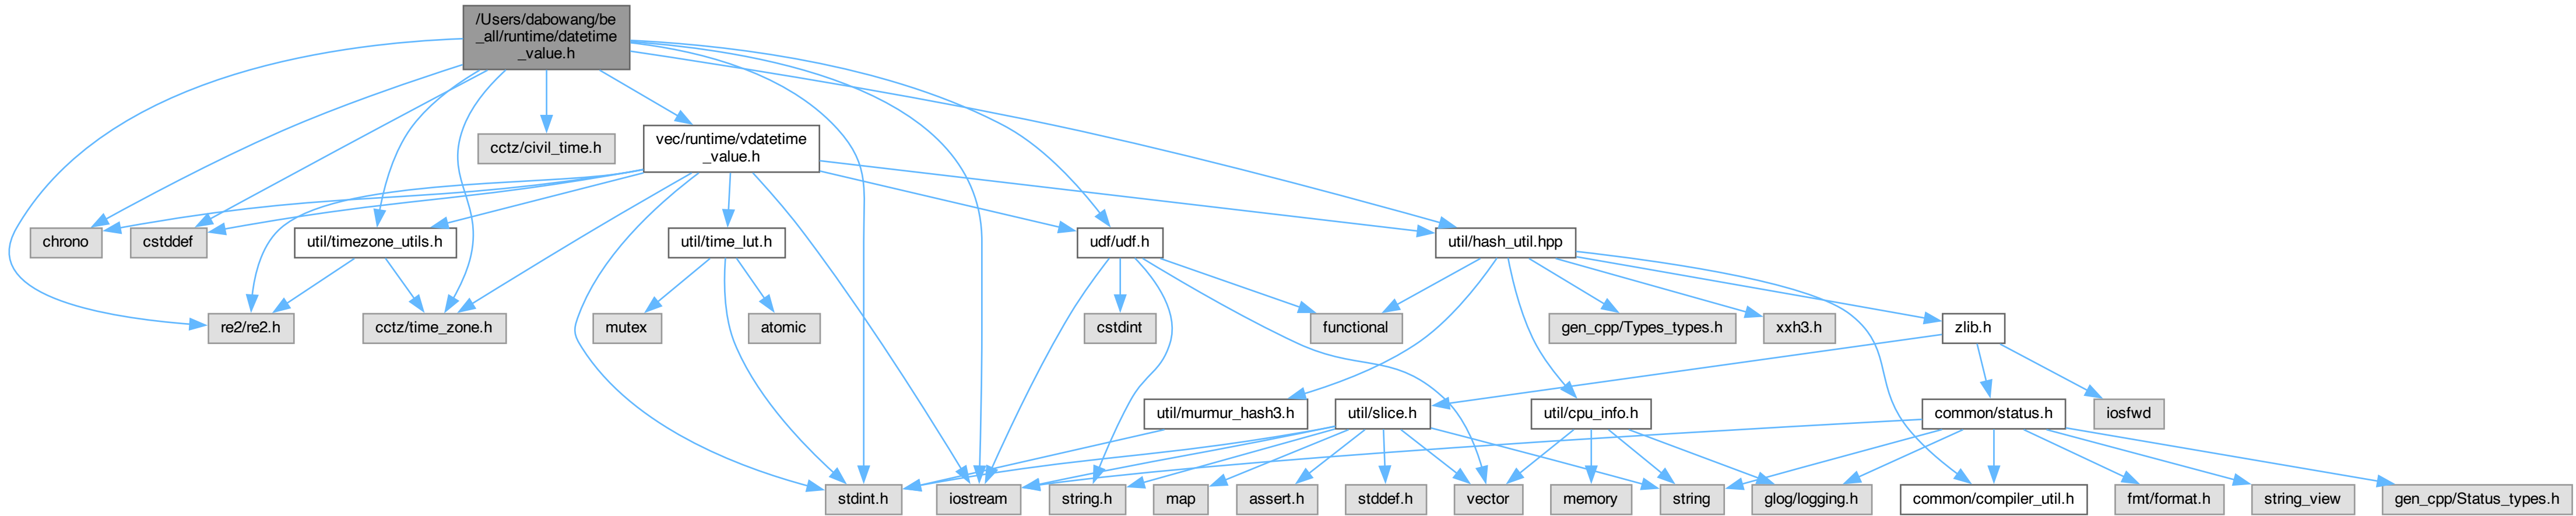 /Users/dabowang/be
_all/runtime/datetime
_value.h
cctz/civil_time.h
vec/runtime/vdatetime
_value.h
chrono
cstddef
util/timezone_utils.h
util/time_lut.h
udf/udf.h
util/hash_util.hpp
re2/re2.h
cctz/time_zone.h
mutex
atomic
cstdint
functional
gen_cpp/Types_types.h
xxh3.h
zlib.h
util/murmur_hash3.h
util/slice.h
util/cpu_info.h
common/status.h
iosfwd
stdint.h
iostream
string.h
map
assert.h
stddef.h
vector
memory
string
glog/logging.h
common/compiler_util.h
fmt/format.h
string_view
gen_cpp/Status_types.h